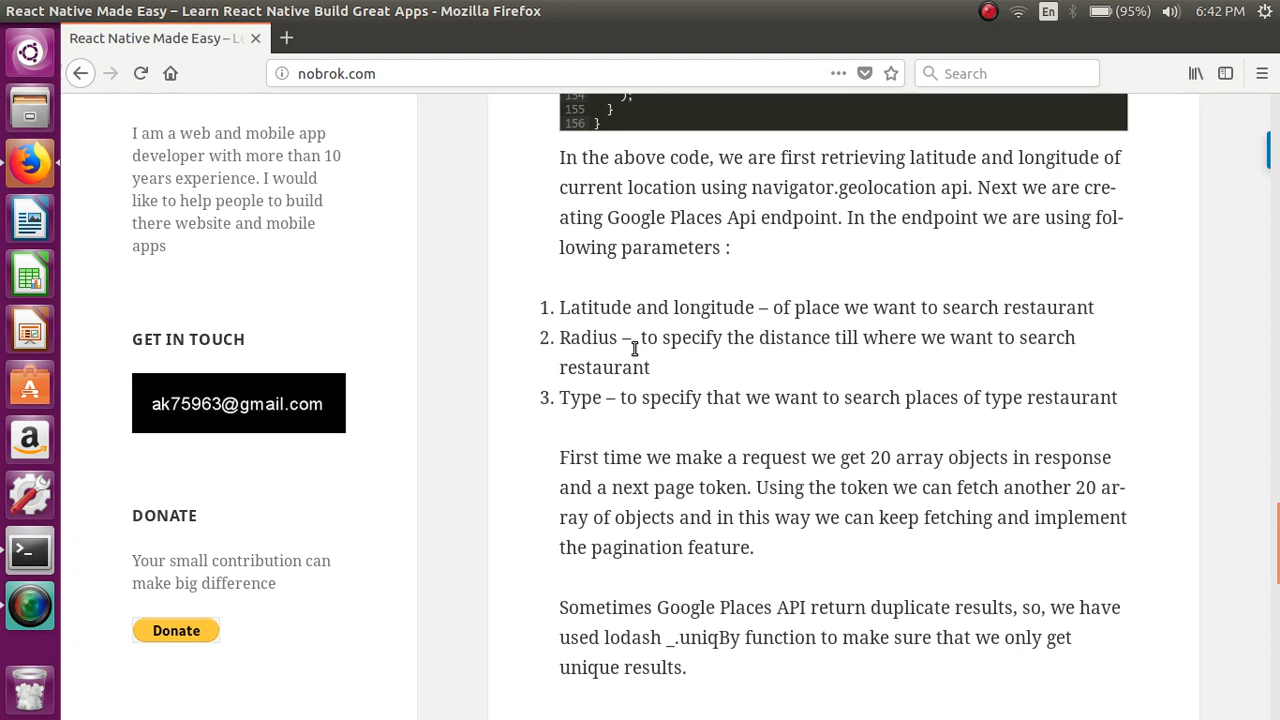 React Native Made Easy – Learn React Native Build Great Apps - Mozilla Firefox
En
(95%)
6:42 PM
React Native Made Easy – Le
nobrok.com
Search
I am a web and mobile app
developer with more than 10
years experience. I would
like to help people to build
there website and mobile
apps
GET IN TOUCH
ak75963@gmail.com
DONATE
Your small contribution can
make big difference
Donate
154 );
155 }
156 }
In the above code, we are first retrieving latitude and longitude of
current location using navigator.geolocation api. Next we are cre-
ating Google Places Api endpoint. In the endpoint we are using fol-
lowing parameters :
1. Latitude and longitude – of place we want to search restaurant
2. Radius – to specify the distance till where we want to search
restaurant
3. Type – to specify that we want to search places of type restaurant
First time we make a request we get 20 array objects in response
and a next page token. Using the token we can fetch another 20 ar-
ray of objects and in this way we can keep fetching and implement
the pagination feature.
Sometimes Google Places API return duplicate results, so, we have
used lodash _.uniqBy function to make sure that we only get
unique results.